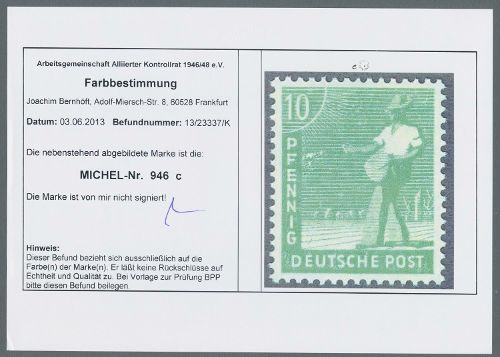 Arbeitsgemeinschaft Alliierter Kontrollrat 1946/48 e.V.
Farbbestimmung
Joachim Bernhöft, Adolf-Miersch-Str. 8, 60528 Frankfurt
Datum: 03.06.2013 Befundnummer: 13/23337/K
Die nebenstehend abgebildete Marke ist die:
MICHEL-Nr. 946 c
Die Marke ist von mir nicht signiert!
Hinweis:
Dieser Befund bezieht sich ausschließlich auf die
Farbe(n) der Marke(n). Er läßt keine Rückschlüsse auf
Echtheit und Qualität zu. Bei Vorlage zur Prüfung BPP
bitte diesen Befund beilegen.
10
PFENNIG
DEUTSCHE POST